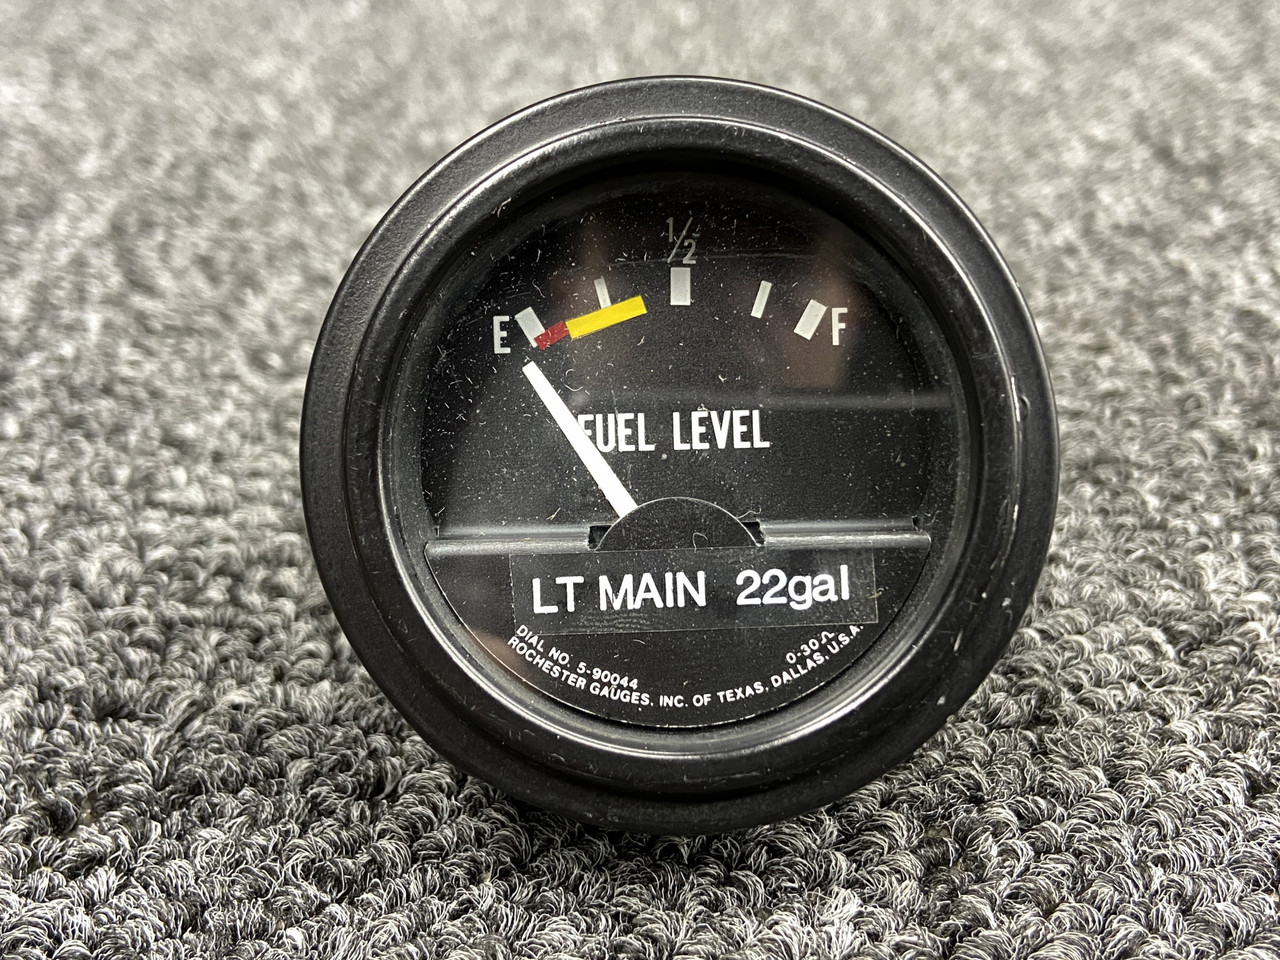 1/2
E F
FUEL LEVEL
LT MAIN 22gal
DIAL NO. 5-90044 0-30Ω
ROCHESTER GAUGES, INC. OF TEXAS, DALLAS, U.S.A.